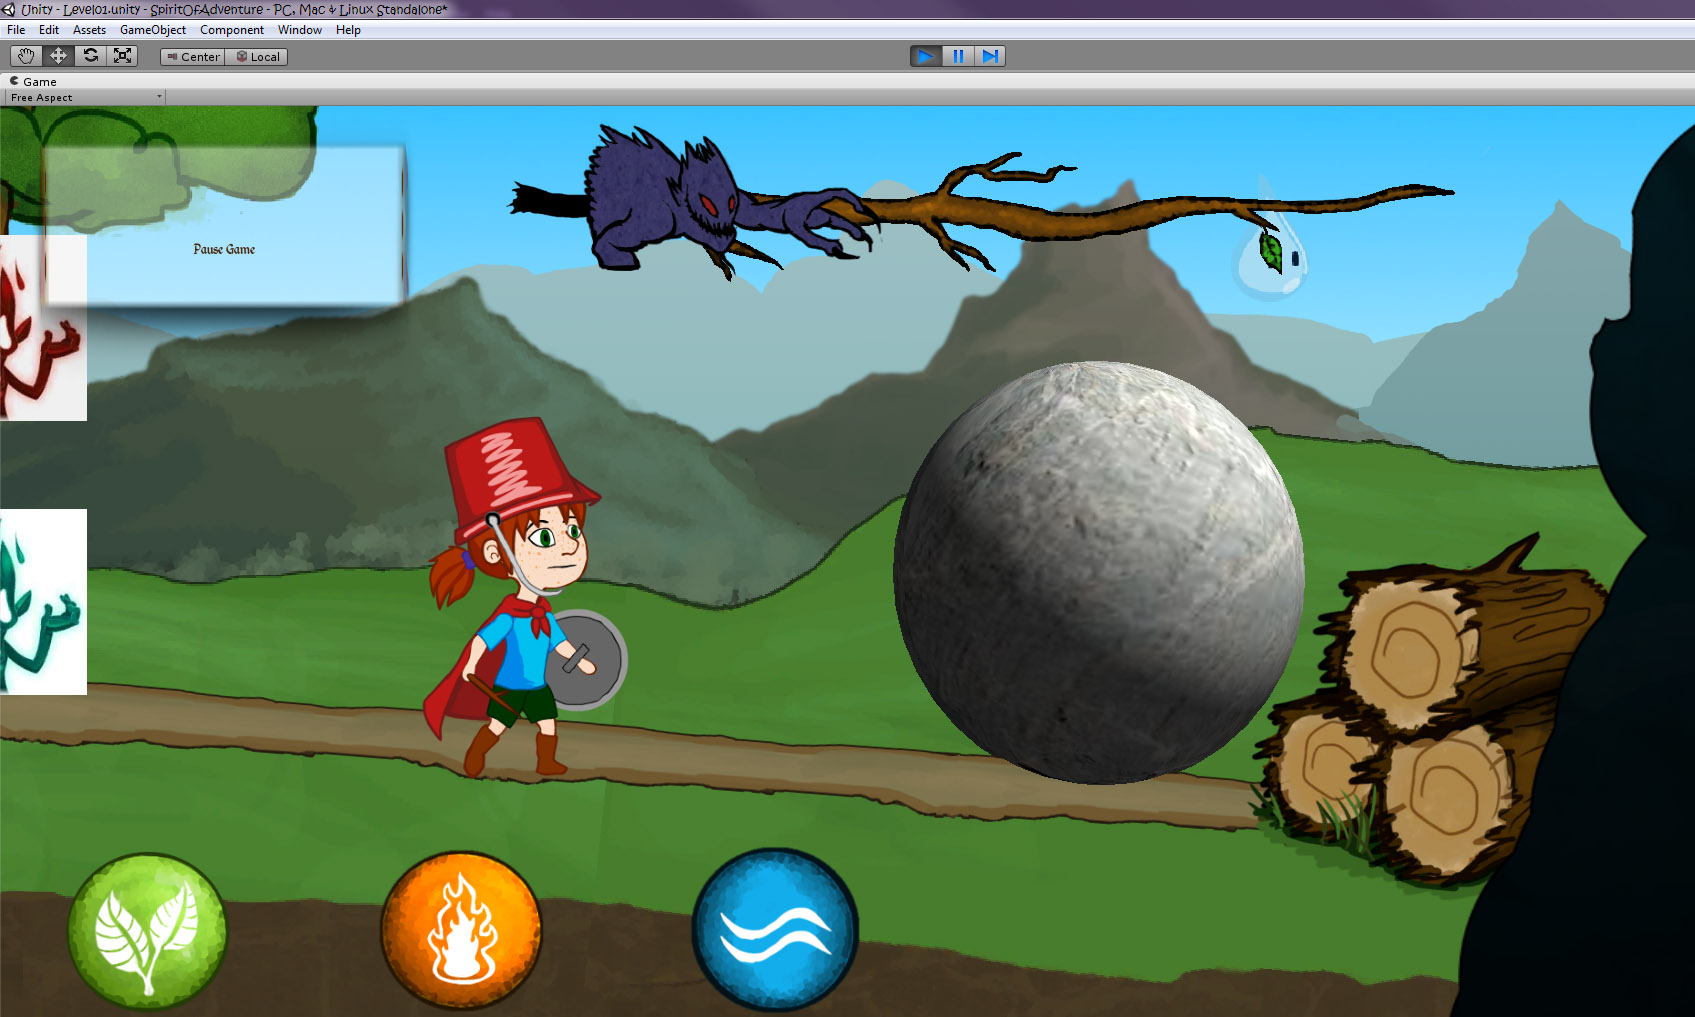 Unity - Level01.unity - SpiritOfAdventure - PC, Mac & Linux Standalone*
File Edit Assets GameObject Component Window Help
Center Local
Game
Free Aspect
Pause Game